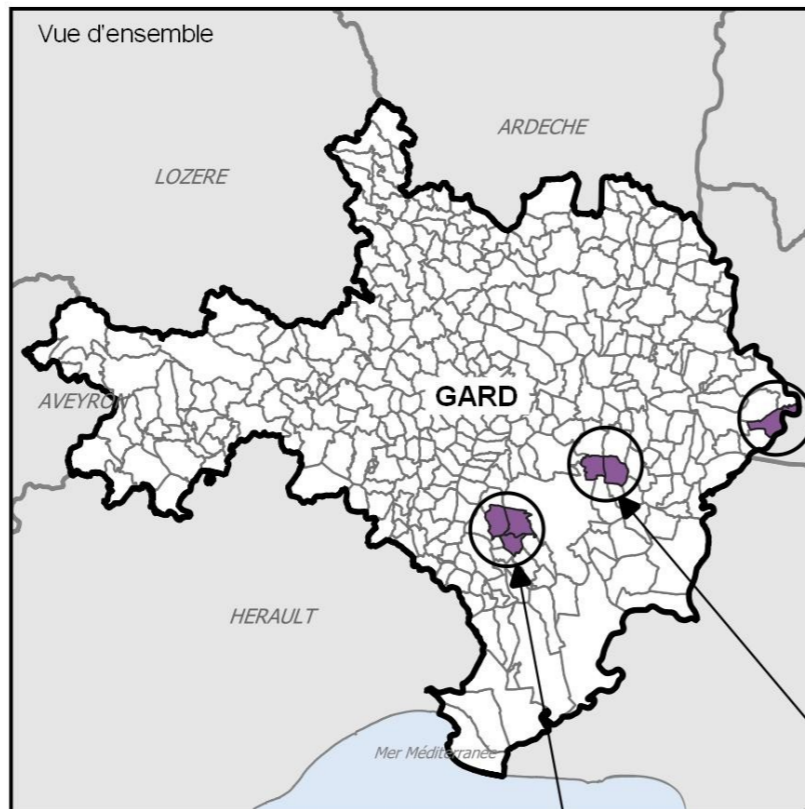 Vue d'ensemble
ARDECHE
LOZERE
GARD
AVEYRON
HERAULT
Mer Méditerranée